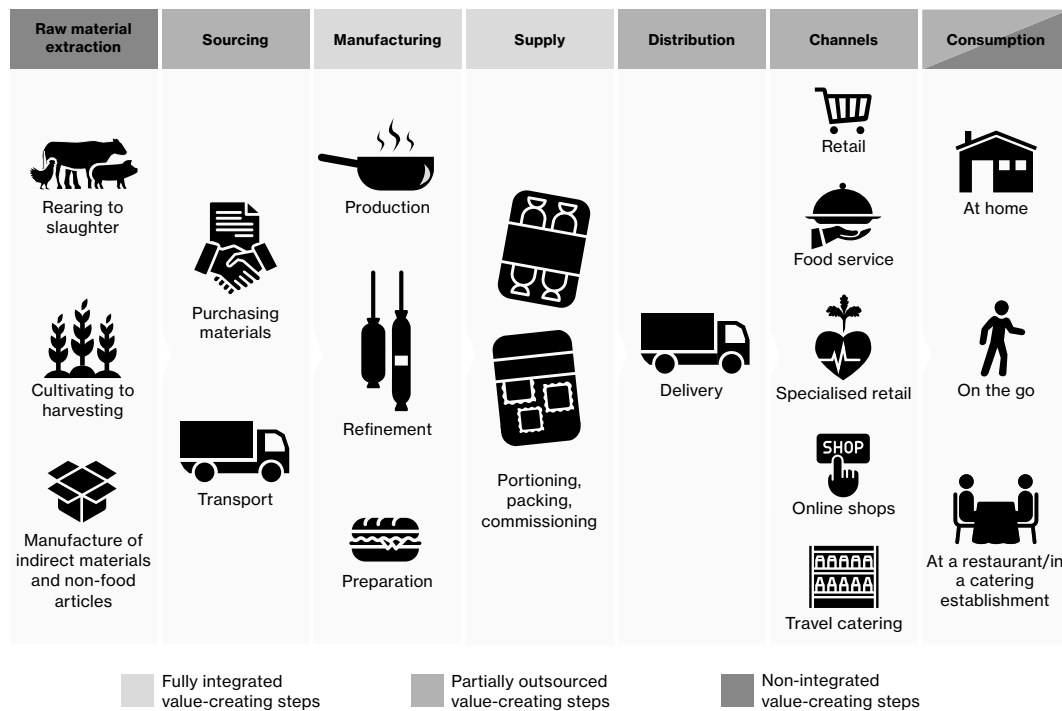 Raw material
extraction
Sourcing
Manufacturing
Supply
Distribution
Channels
Consumption
Rearing to
slaughter
Cultivating to
harvesting
Manufacture of
indirect materials
and non-food
articles
Purchasing
materials
Transport
Production
Refinement
Preparation
Portioning,
packing,
commissioning
Delivery
Retail
Food service
Specialised retail
SHOP
Online shops
Travel catering
At home
On the go
At a restaurant/in
a catering
establishment
Fully integrated
value-creating steps
Partially outsourced
value-creating steps
Non-integrated
value-creating steps